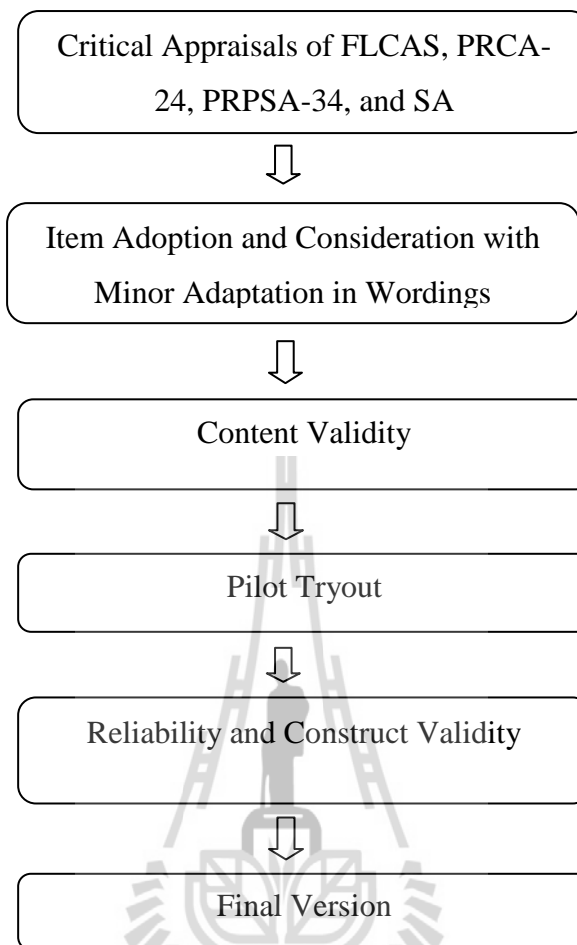 Critical Appraisals of FLCAS, PRCA-
24, PRPSA-34, and SA
Item Adoption and Consideration with
Minor Adaptation in Wordings
Content Validity
Pilot Tryout
Reliability and Construct Validity
Final Version